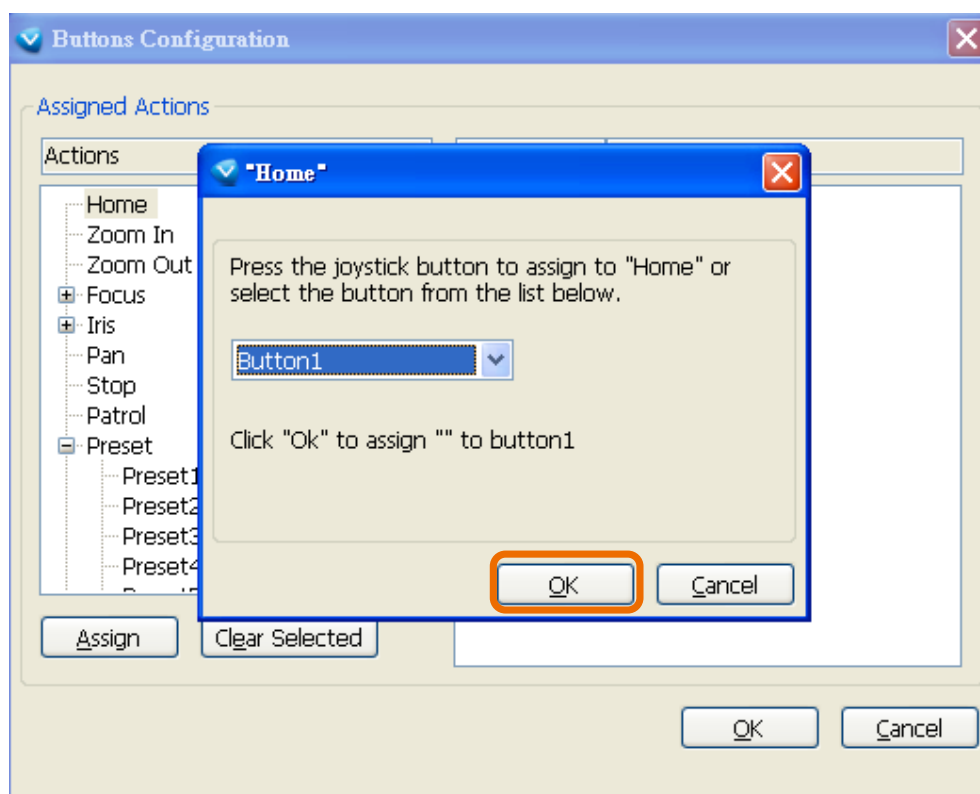 Buttons Configuration
Assigned Actions
Actions
"Home"
Home
Zoom In
Zoom Out
Focus
Iris
Pan
Stop
Patrol
Preset
Preset1
Preset2
Preset3
Preset4
Press the joystick button to assign to "Home" or
select the button from the list below.
Button1
Click "Ok" to assign "" to button1
OK
Cancel
Assign
Clear Selected
OK
Cancel